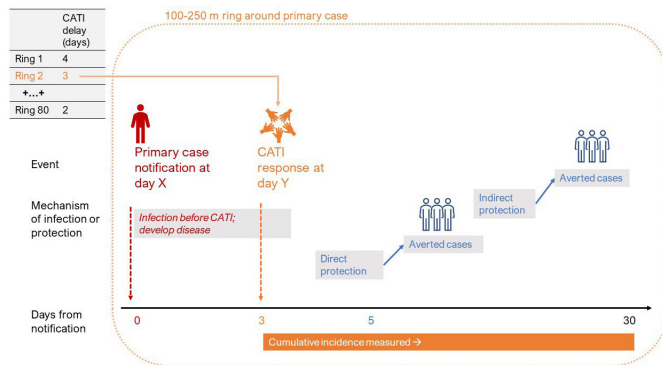 100-250 m ring around primary case
CATI
delay
(days)
Ring 1 4
Ring 2 3
+...+
Ring 80 2
Event
Primary case
notification at
day X
CATI
response at
day Y
Averted cases
Indirect
protection
Mechanism
of infection or
protection
Infection before CATI;
develop disease
Averted cases
Direct
protection
Days from
notification
0 3 5 30
Cumulative incidence measured →